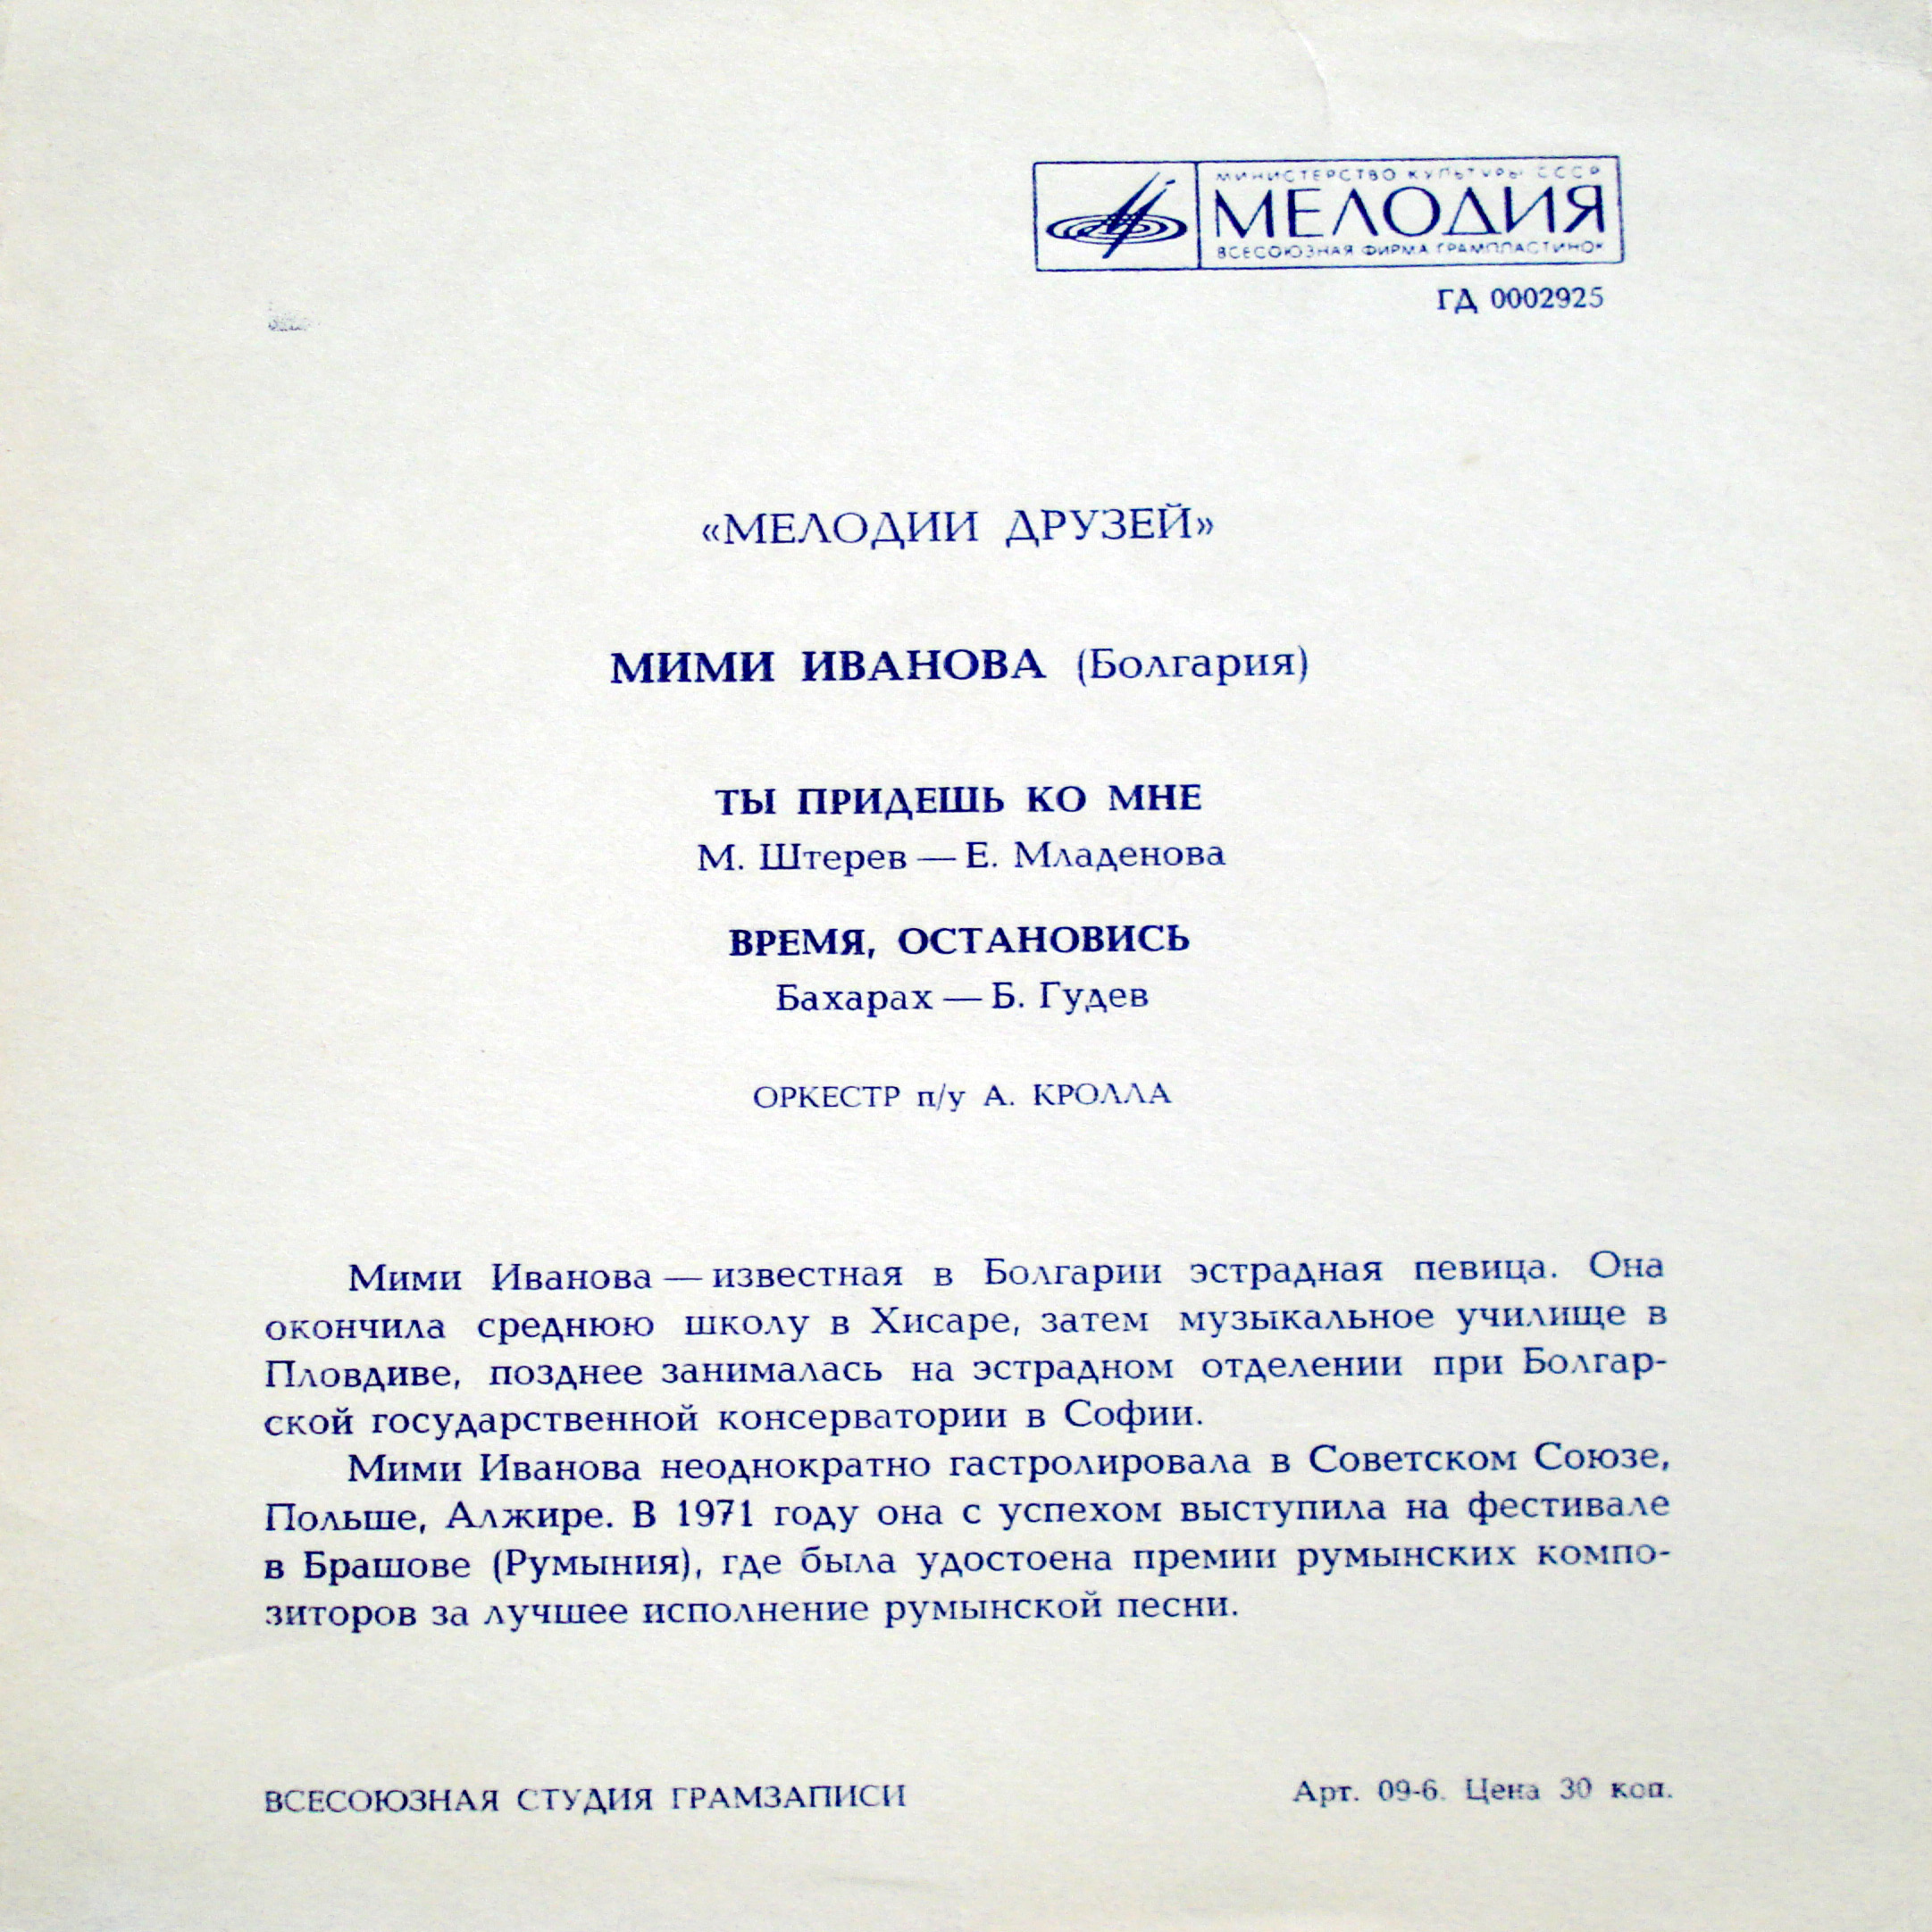 МИНИСТЕРСТВО КУЛЬТУРЫ СССР
МЕЛОДИЯ
ВСЕСОЮЗНАЯ ФИРМА ГРАМПЛАСТИНОК
ГД 0002925
«МЕЛОДИИ ДРУЗЕЙ»
МИМИ ИВАНОВА (Болгария)
ТЫ ПРИДЕШЬ КО МНЕ
М. Штерев — Е. Младенова
ВРЕМЯ, ОСТАНОВИСЬ
Бахарах — Б. Гудев
ОРКЕСТР п/у А. КРОЛЛА
Мими Иванова — известная в Болгарии эстрадная певица. Она
окончила среднюю школу в Хисаре, затем музыкальное училище в
Пловдиве, позднее занималась на эстрадном отделении при Болгар-
ской государственной консерватории в Софии.
Мими Иванова неоднократно гастролировала в Советском Союзе,
Польше, Алжире. В 1971 году она с успехом выступила на фестивале
в Брашове (Румыния), где была удостоена премии румынских компо-
зиторов за лучшее исполнение румынской песни.
ВСЕСОЮЗНАЯ СТУДИЯ ГРАМЗАПИСИ
Арт. 09-6. Цена 30 коп.